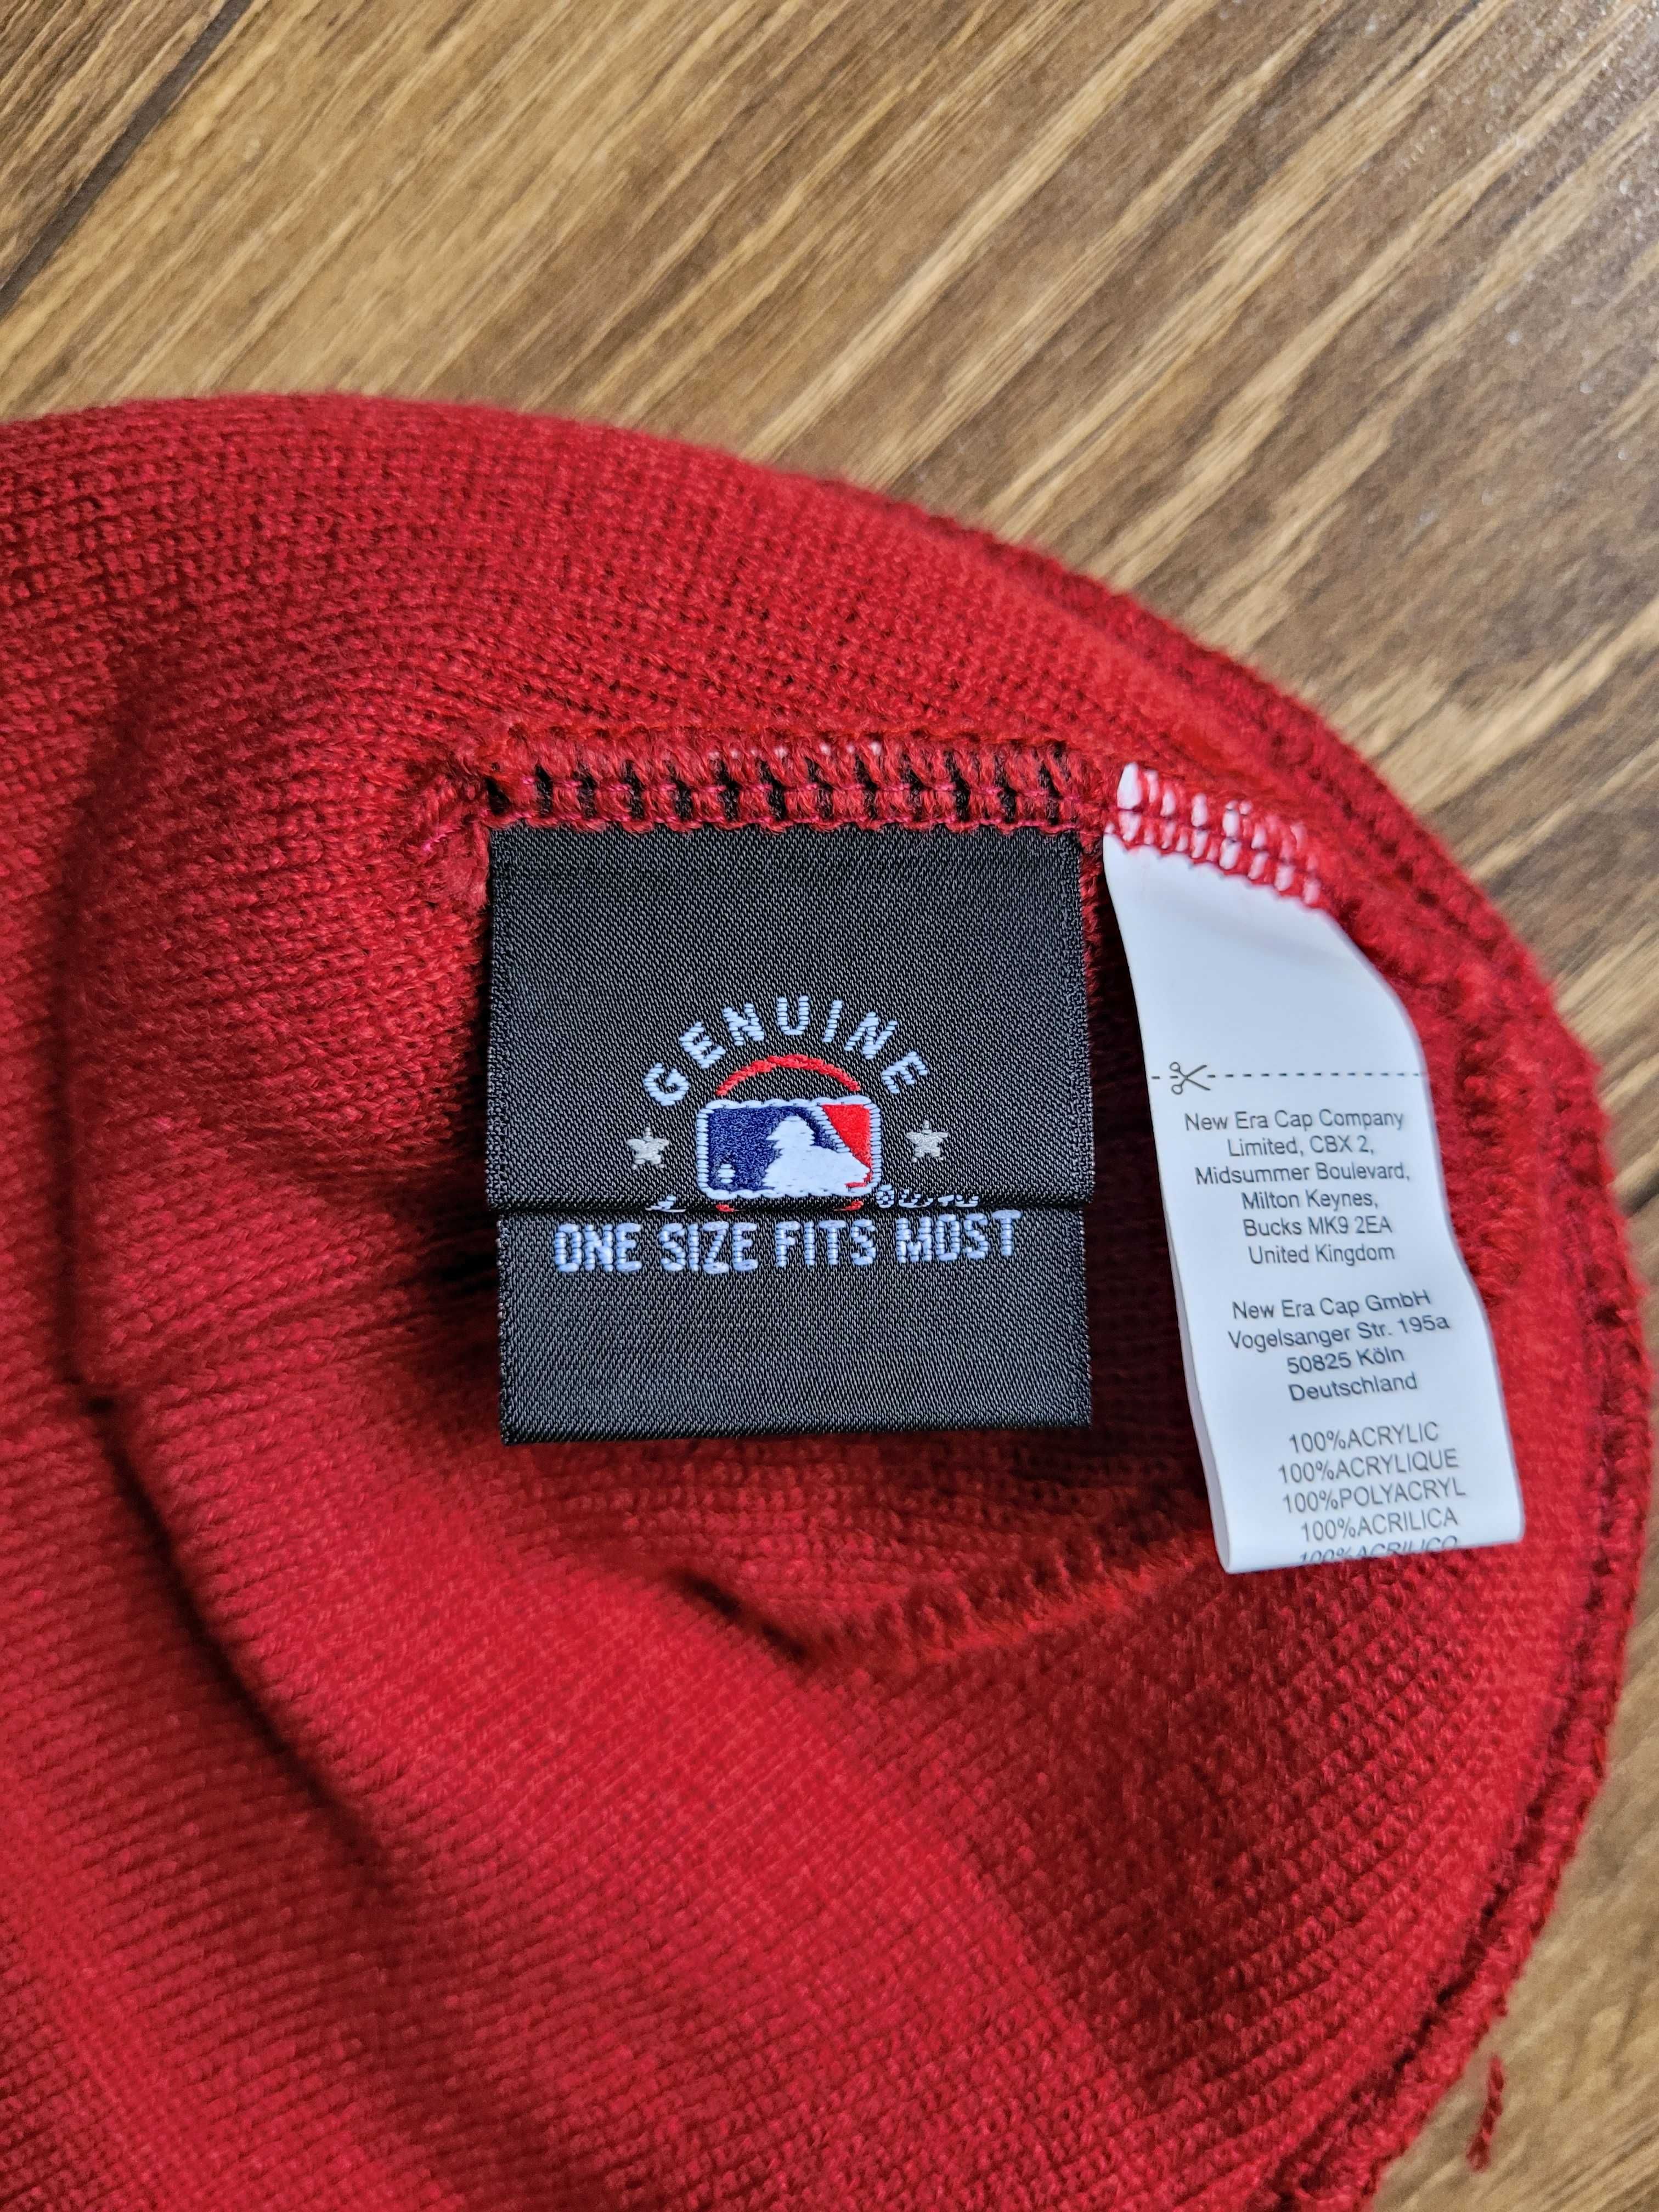 GENUINE
ONE SIZE FITS MOST
New Era Cap Company
Limited, CBX 2,
Midsummer Boulevard,
Milton Keynes,
Bucks MK9 2EA
United Kingdom
New Era Cap GmbH
Vogelsanger Str. 195a
50825 Köln
Deutschland
100%ACRYLIC
100%ACRYLIQUE
100%POLYACRYL
100%ACRILICA
100%ACRILICO